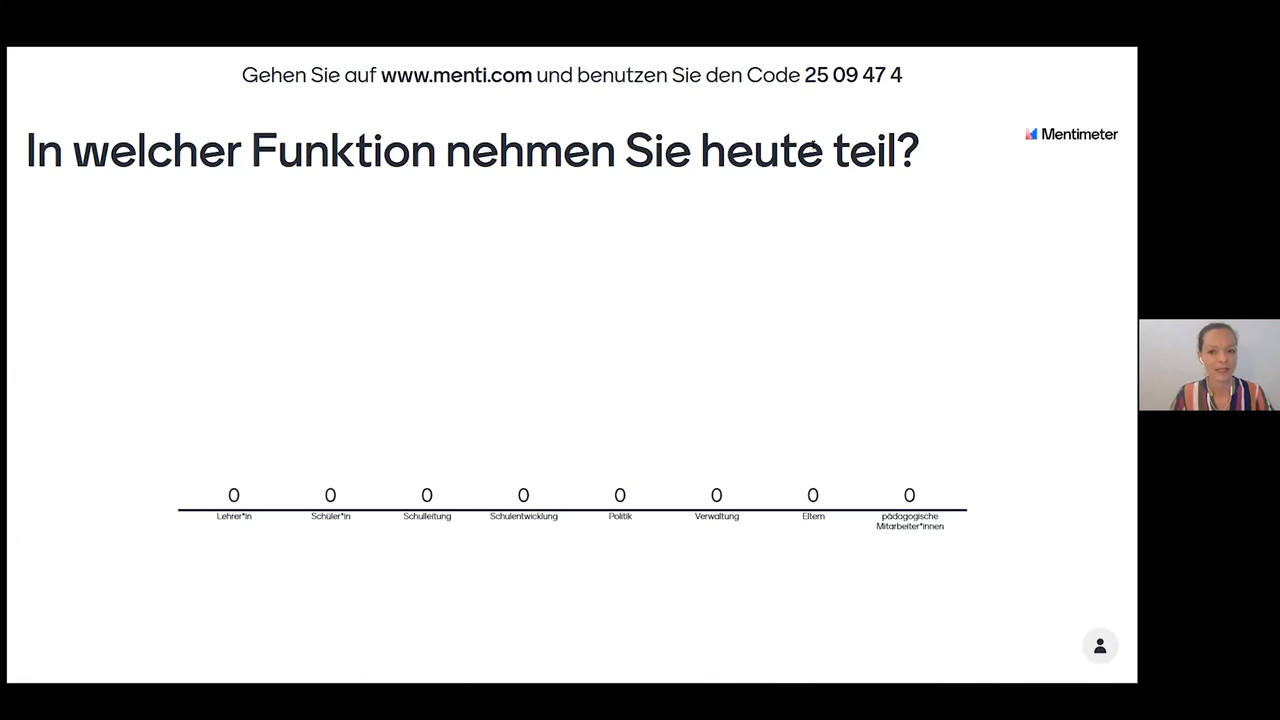 Gehen Sie auf www.menti.com und benutzen Sie den Code 25 09 47 4
In welcher Funktion nehmen Sie heute teil?
Mentimeter
0 0 0 0 0 0 0 0
Lehrer*in Schüler*in Schulleitung Schulentwicklung Politik Verwaltung Eltern pädagogische
Mitarbeiter*innen